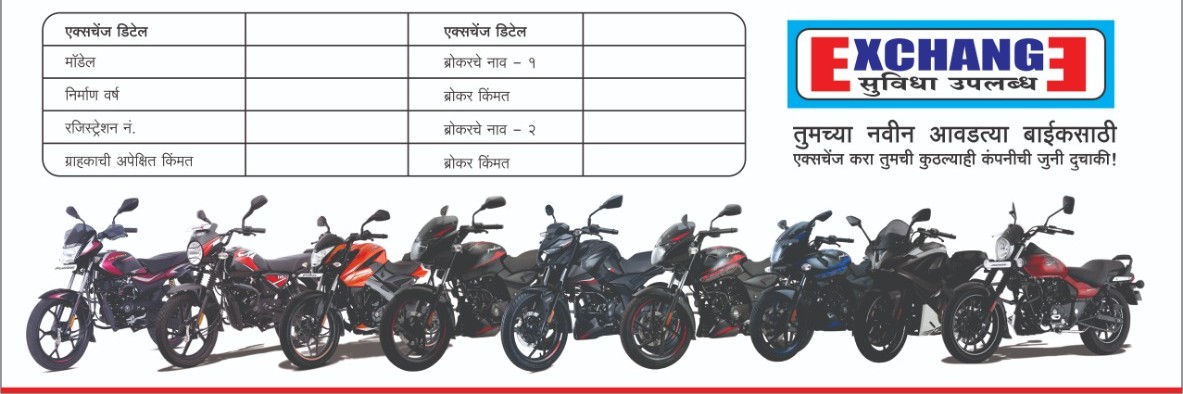 एक्सचेंज डिटेल एक्सचेंज डिटेल
मॉडेल ब्रोकरचे नाव – १
निर्माण वर्ष ब्रोकर किंमत
रजिस्ट्रेशन नं. ब्रोकरचे नाव – २
ग्राहकाची अपेक्षित किंमत ब्रोकर किंमत
EXCHANGE
सुविधा उपलब्ध
तुमच्या नवीन आवडत्या बाईकसाठी
एक्सचेंज करा तुमची कुठल्याही कंपनीची जुनी दुचाकी!